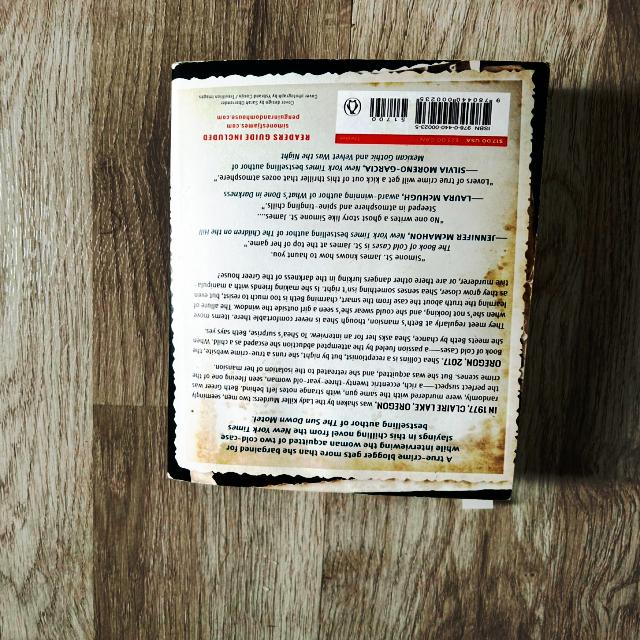 A true-crime blogger gets more than she bargained for
while interviewing the woman acquitted of two cold-case
slayings in this chilling novel from the New York Times
bestselling author of The Sun Down Motel.
IN 1977, CLAIRE LAKE, OREGON, was shaken by the Lady Killer Murders: two men, seemingly
randomly, were murdered with the same gun, with strange notes left behind. Beth Greer was
the perfect suspect—a rich, eccentric twenty-three-year-old woman, seen fleeing one of the
crime scenes. But she was acquitted, and she retreated to the isolation of her mansion.
OREGON, 2017. Shea Collins is a receptionist, but by night, she runs a true-crime website, the
Book of Cold Cases—a passion fueled by the attempted abduction she escaped as a child. When
she meets Beth by chance, Shea asks her for an interview. To Shea's surprise, Beth says yes.
They meet regularly at Beth's mansion, though Shea is never comfortable there. Items move
when she's not looking, and she could swear she's seen a girl outside the window. The allure of
learning the truth about the case from the smart, charming Beth is too much to resist, but even
as they grow closer, Shea senses something isn't right. Is she making friends with a manipula-
tive murderer, or are there other dangers lurking in the darkness of the Greer house?
"Simone St. James knows how to haunt you.
The Book of Cold Cases is St. James at the top of her game."
—JENNIFER McMAHON, New York Times bestselling author of The Children on the Hill
"No one writes a ghost story like Simone St. James....
Steeped in atmosphere and spine-tingling chills."
—LAURA McHUGH, award-winning author of What's Done in Darkness
"Lovers of true crime will get a kick out of this thriller that oozes atmosphere."
—SILVIA MORENO-GARCIA, New York Times bestselling author of
Mexican Gothic and Velvet Was the Night
READERS GUIDE INCLUDED
simonestjames.com
penguinrandomhouse.com
Cover design by Sarah Oberrender
$17.00 USA
ISBN 978-0-440-00023-5
51700
9 780440 000235